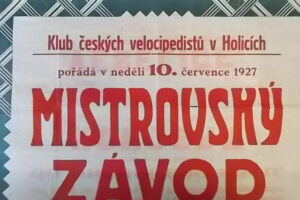 Klub českých velocipedistů v Holicích
pořádá v neděli 10. července 1927
MISTROVSKÝ
ZÁVOD